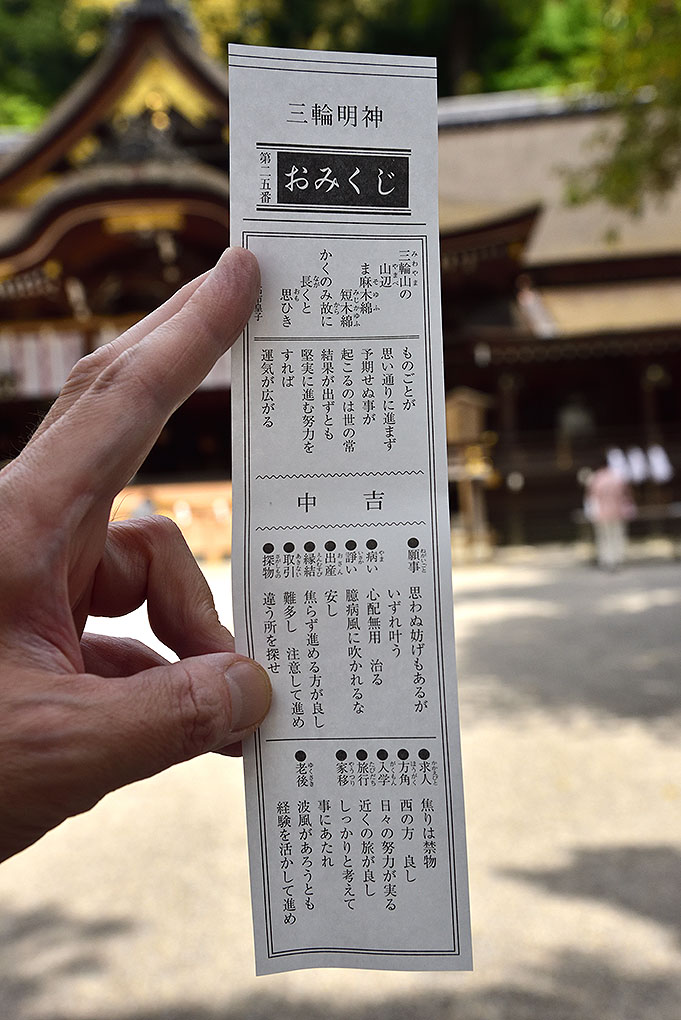 三輪明神
第二五番
おみくじ
三輪山の
山辺
ま麻木綿
短木綿
かくのみ故に
長くと
思ひき
市皇子
ものごとが
思い通りに進まず
予期せぬ事が
起こるのは世の常
結果が出ずとも
堅実に進む努力を
すれば
運気が広がる
中吉
●願事 思わぬ妨げもあるが
いずれ叶う
●病い 心配無用 治る
●諍い 臆病風に吹かれるな
●出産 安し
●縁結 焦らず進める方が良し
●取引 難多し 注意して進め
●探物 違う所を探せ
●求人 焦りは禁物
●方角 西の方 良し
●入学 日々の努力が実る
●旅行 近くの旅が良し
●家移 しっかりと考えて
事にあたれ
●老後 波風があろうとも
経験を活かして進め